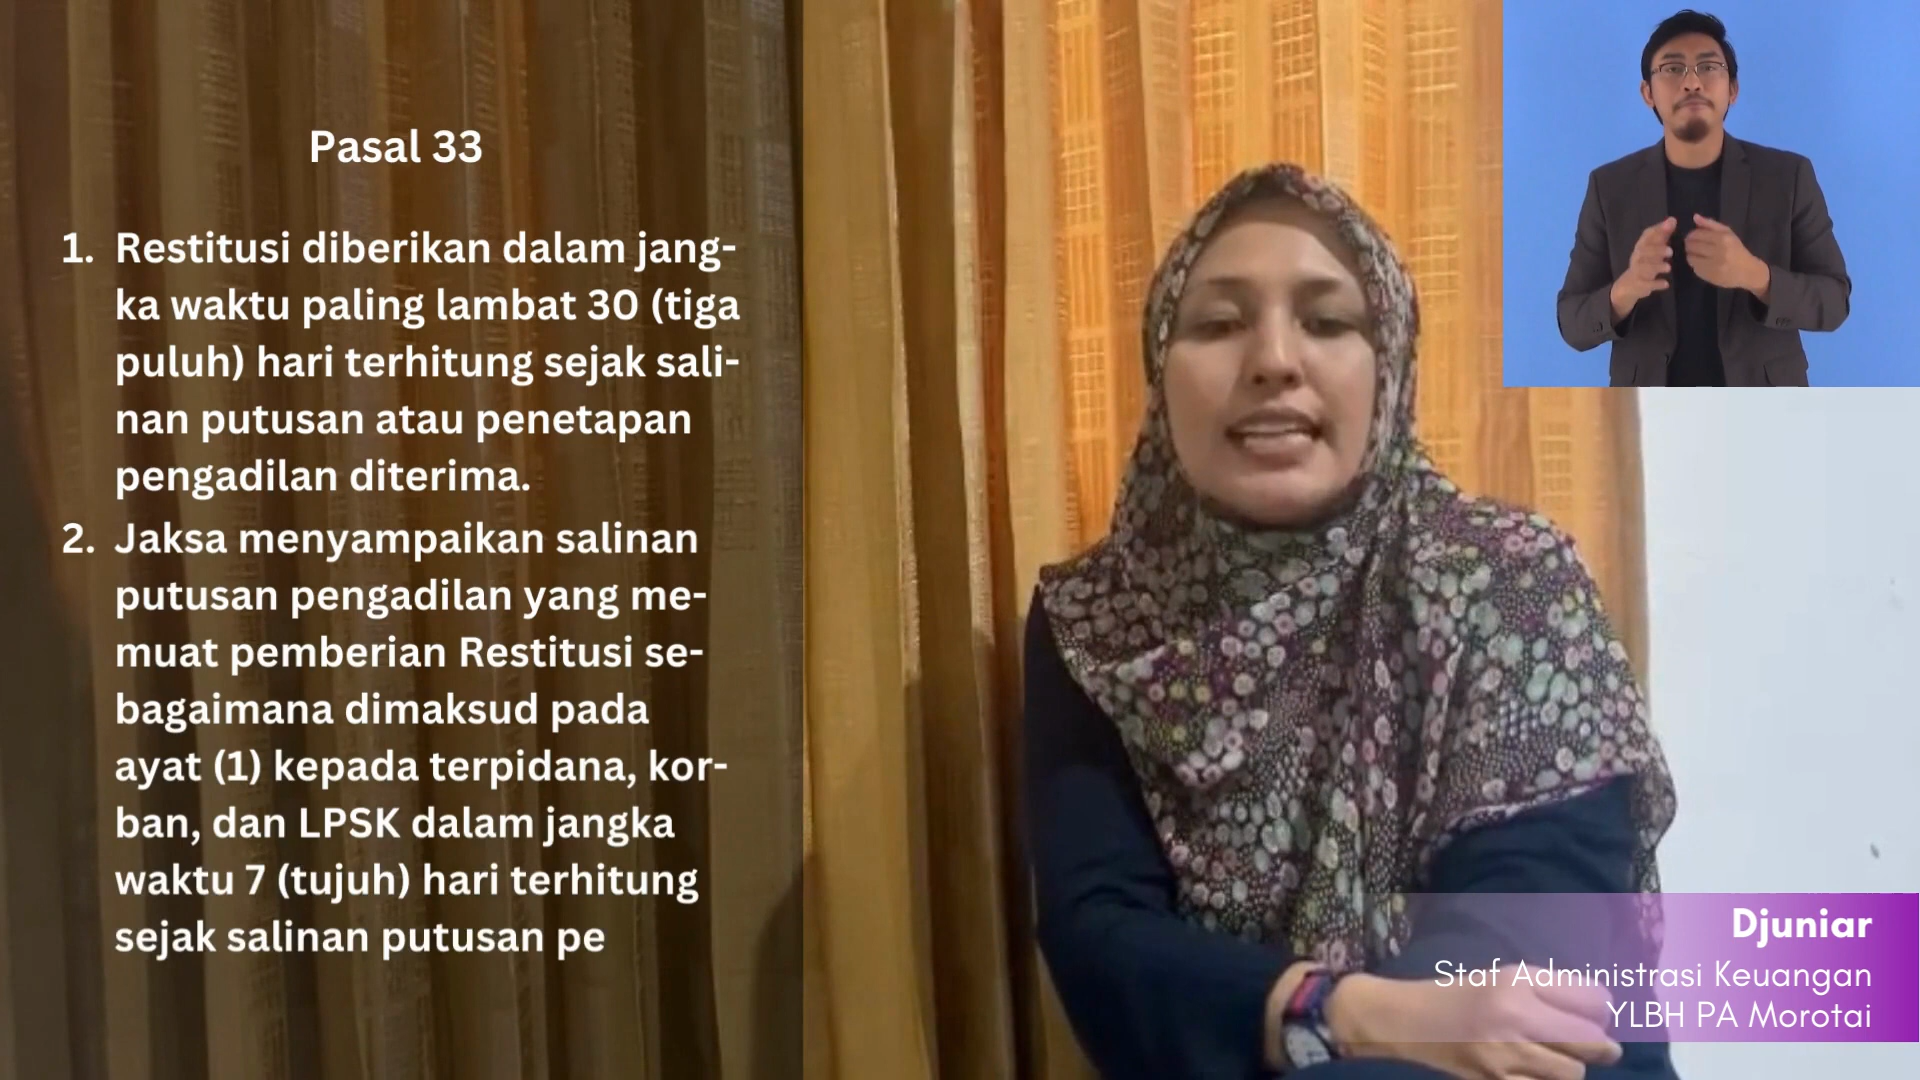 Pasal 33
1. Restitusi diberikan dalam jang-
ka waktu paling lambat 30 (tiga
puluh) hari terhitung sejak sali-
nan putusan atau penetapan
pengadilan diterima.
2. Jaksa menyampaikan salinan
putusan pengadilan yang me-
muat pemberian Restitusi se-
bagaimana dimaksud pada
ayat (1) kepada terpidana, kor-
ban, dan LPSK dalam jangka
waktu 7 (tujuh) hari terhitung
sejak salinan putusan pe
Djuniar
Staf Administrasi Keuangan
YLBH PA Morotai